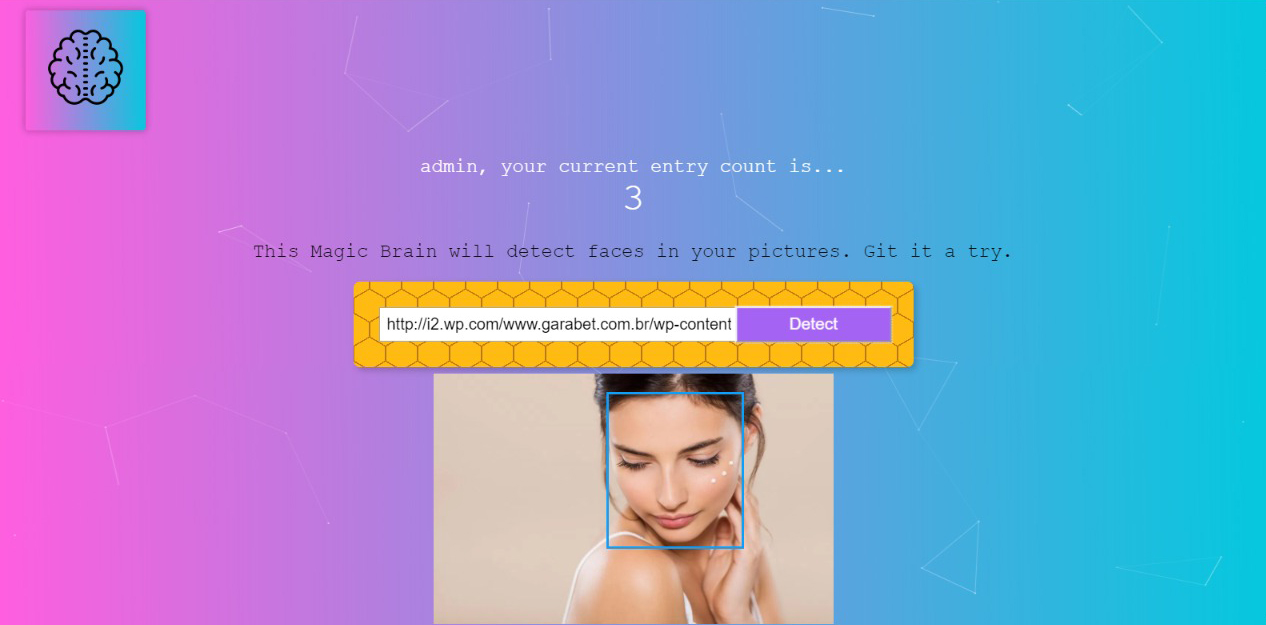 admin, your current entry count is...
3
This Magic Brain will detect faces in your pictures. Git it a try.
http://i2.wp.com/www.garabet.com.br/wp-content Detect